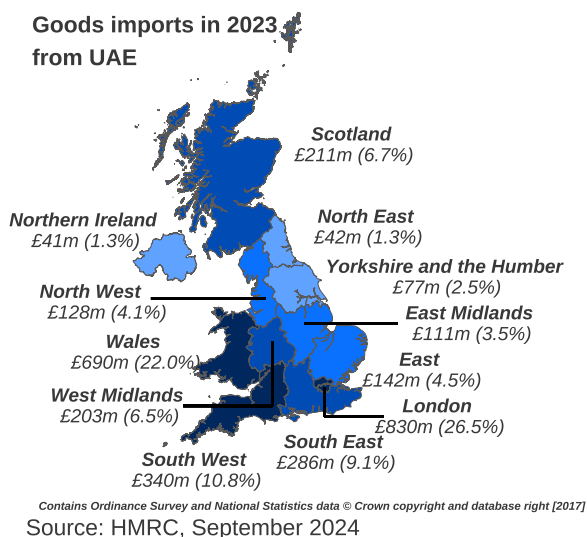 Goods imports in 2023
from UAE
Scotland
£211m (6.7%)
Northern Ireland
£41m (1.3%)
North East
£42m (1.3%)
Yorkshire and the Humber
£77m (2.5%)
North West
£128m (4.1%)
East Midlands
£111m (3.5%)
Wales
£690m (22.0%)
East
£142m (4.5%)
West Midlands
£203m (6.5%)
London
£830m (26.5%)
South East
£286m (9.1%)
South West
£340m (10.8%)
Contains Ordinance Survey and National Statistics data © Crown copyright and database right [2017]
Source: HMRC, September 2024